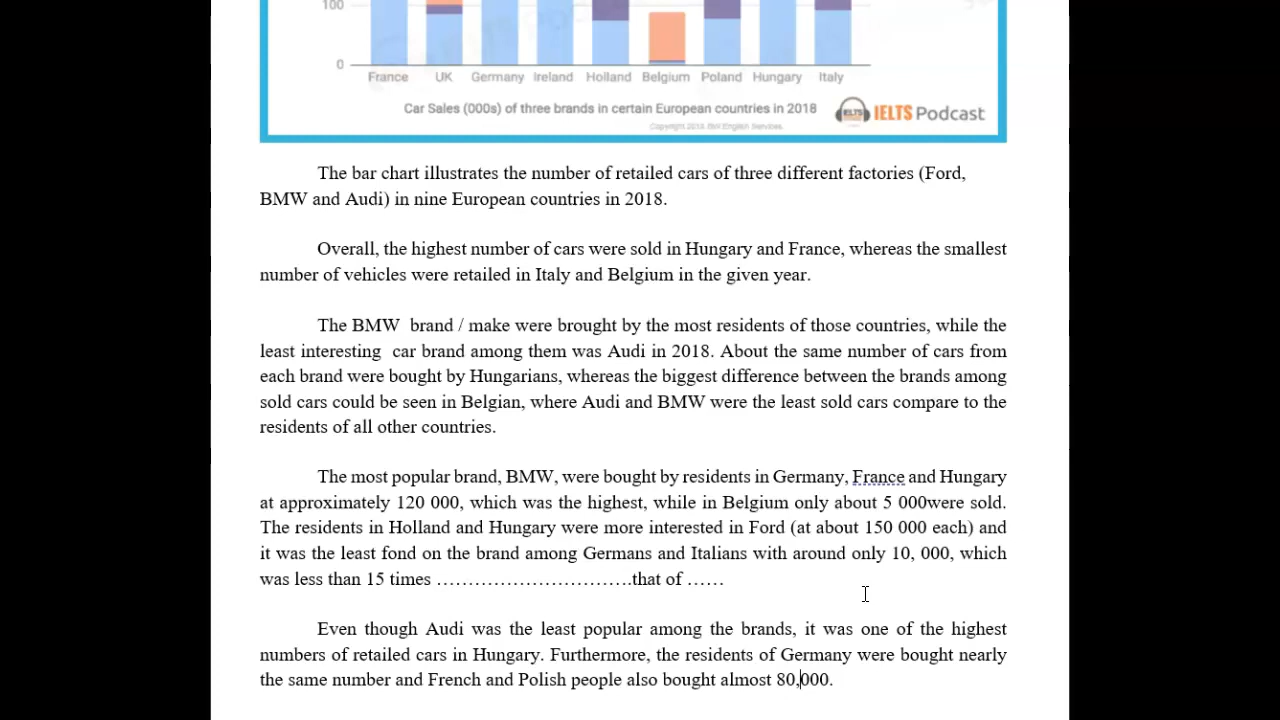 100
0
France UK Germany Ireland Holland Belgium Poland Hungary Italy
Car Sales (000s) of three brands in certain European countries in 2018
IELTS IELTS Podcast
Copyright 2019. English Services.
The bar chart illustrates the number of retailed cars of three different factories (Ford,
BMW and Audi) in nine European countries in 2018.
Overall, the highest number of cars were sold in Hungary and France, whereas the smallest
number of vehicles were retailed in Italy and Belgium in the given year.
The BMW  brand / make were brought by the most residents of those countries, while the
least interesting  car brand among them was Audi in 2018. About the same number of cars from
each brand were bought by Hungarians, whereas the biggest difference between the brands among
sold cars could be seen in Belgian, where Audi and BMW were the least sold cars compare to the
residents of all other countries.
The most popular brand, BMW, were bought by residents in Germany, France and Hungary
at approximately 120 000, which was the highest, while in Belgium only about 5 000were sold.
The residents in Holland and Hungary were more interested in Ford (at about 150 000 each) and
it was the least fond on the brand among Germans and Italians with around only 10, 000, which
was less than 15 times ………………………….that of ……
Even though Audi was the least popular among the brands, it was one of the highest
numbers of retailed cars in Hungary. Furthermore, the residents of Germany were bought nearly
the same number and French and Polish people also bought almost 80,000.